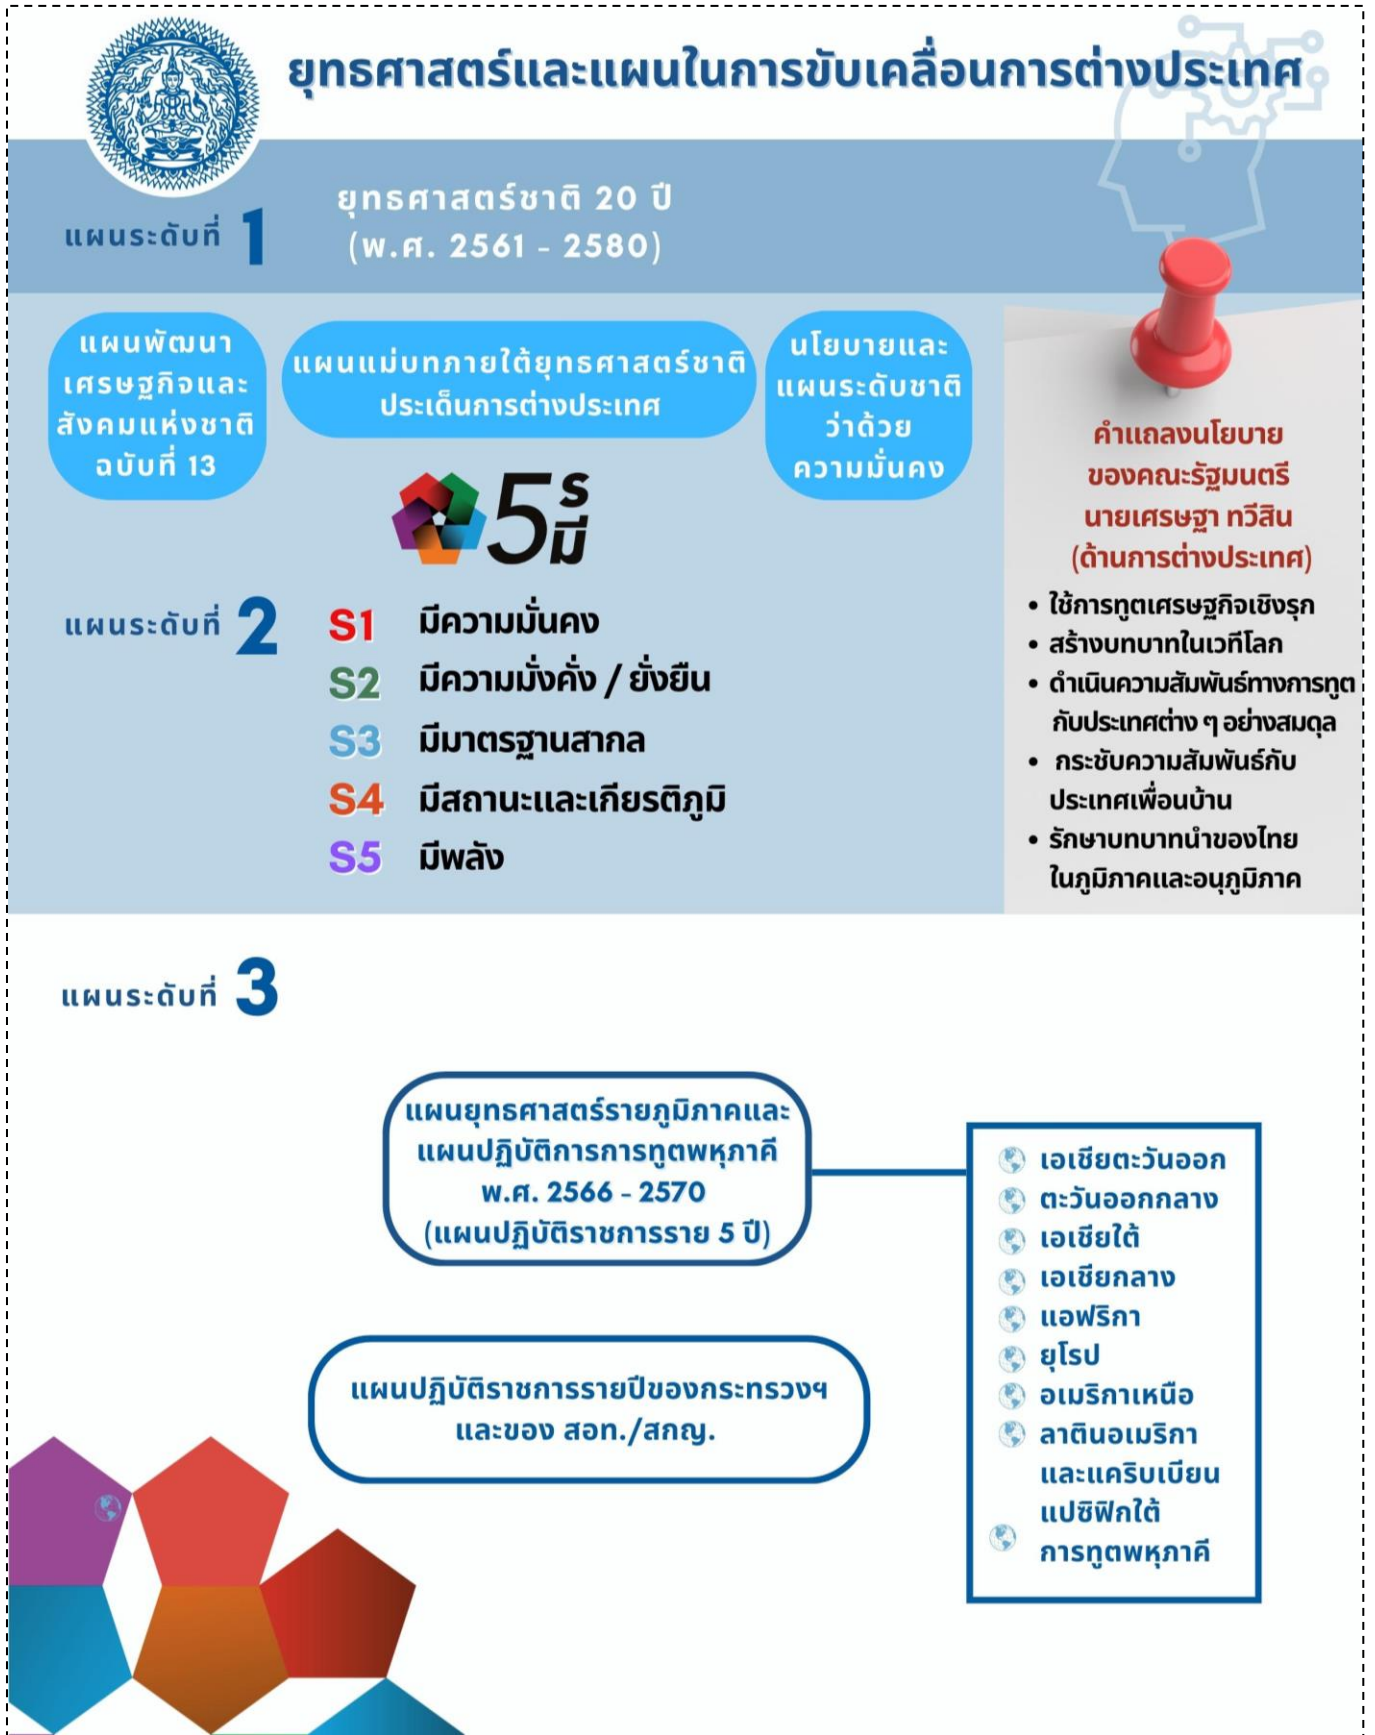 ยุทธศาสตร์และแผนในการขับเคลื่อนการต่างประเทศ
แผนระดับที่ 1
ยุทธศาสตร์ชาติ 20 ปี
(พ.ศ. 2561 - 2580)
แผนพัฒนา
เศรษฐกิจและ
สังคมแห่งชาติ
ฉบับที่ 13
แผนแม่บทภายใต้ยุทธศาสตร์ชาติ
ประเด็นการต่างประเทศ
นโยบายและ
แผนระดับชาติ
ว่าด้วย
ความมั่นคง
5S
มี
แผนระดับที่ 2
S1 มีความมั่นคง
S2 มีความมั่งคั่ง / ยั่งยืน
S3 มีมาตรฐานสากล
S4 มีสถานะและเกียรติภูมิ
S5 มีพลัง
คำแถลงนโยบาย
ของคณะรัฐมนตรี
นายเศรษฐา ทวีสิน
(ด้านการต่างประเทศ)
• ใช้การทูตเศรษฐกิจเชิงรุก
• สร้างบทบาทในเวทีโลก
• ดำเนินความสัมพันธ์ทางการทูต
กับประเทศต่าง ๆ อย่างสมดุล
• กระชับความสัมพันธ์กับ
ประเทศเพื่อนบ้าน
• รักษาบทบาทนำของไทย
ในภูมิภาคและอนุภูมิภาค
แผนระดับที่ 3
แผนยุทธศาสตร์รายภูมิภาคและ
แผนปฏิบัติการการทูตพหุภาคี
พ.ศ. 2566 - 2570
(แผนปฏิบัติราชการราย 5 ปี)
เอเชียตะวันออก
ตะวันออกกลาง
เอเชียใต้
เอเชียกลาง
แอฟริกา
ยุโรป
อเมริกาเหนือ
ลาตินอเมริกา
และแคริบเบียน
แปซิฟิกใต้
การทูตพหุภาคี
แผนปฏิบัติราชการรายปีของกระทรวงฯ
และของ สอท./สกญ.